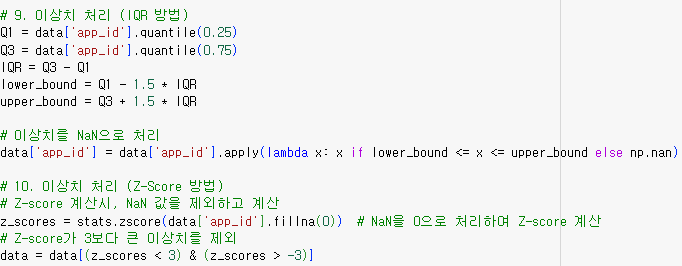 # 9. 이상치 처리 (IQR 방법)
Q1 = data['app_id'].quantile(0.25)
Q3 = data['app_id'].quantile(0.75)
IQR = Q3 - Q1
lower_bound = Q1 - 1.5 * IQR
upper_bound = Q3 + 1.5 * IQR
# 이상치를 NaN으로 처리
data['app_id'] = data['app_id'].apply(lambda x: x if lower_bound <= x <= upper_bound else np.nan)
# 10. 이상치 처리 (Z-Score 방법)
# Z-score 계산시, NaN 값을 제외하고 계산
z_scores = stats.zscore(data['app_id'].fillna(0))  # NaN을 0으로 처리하며 Z-score 계산
# Z-score가 3보다 큰 이상치를 제외
data = data[(z_scores < 3) & (z_scores > -3)]